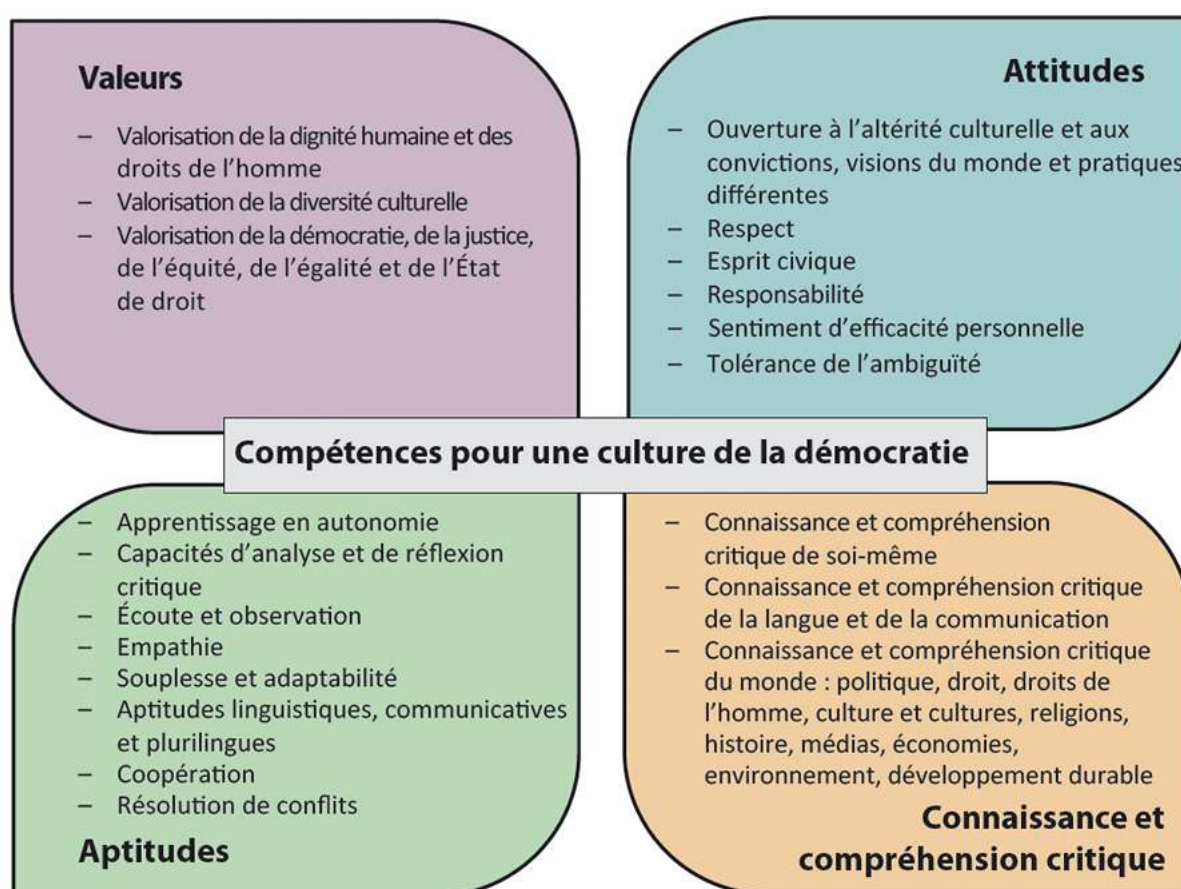 Valeurs
– Valorisation de la dignité humaine et des
droits de l'homme
– Valorisation de la diversité culturelle
– Valorisation de la démocratie, de la justice,
de l'équité, de l'égalité et de l'État
de droit
Attitudes
– Ouverture à l'altérité culturelle et aux
convictions, visions du monde et pratiques
différentes
– Respect
– Esprit civique
– Responsabilité
– Sentiment d'efficacité personnelle
– Tolérance de l'ambiguïté
Compétences pour une culture de la démocratie
– Apprentissage en autonomie
– Capacités d'analyse et de réflexion
critique
– Écoute et observation
– Empathie
– Souplesse et adaptabilité
– Aptitudes linguistiques, communicatives
et plurilingues
– Coopération
– Résolution de conflits
Aptitudes
– Connaissance et compréhension
critique de soi-même
– Connaissance et compréhension critique
de la langue et de la communication
– Connaissance et compréhension critique
du monde : politique, droit, droits de
l'homme, culture et cultures, religions,
histoire, médias, économies,
environnement, développement durable
Connaissance et
compréhension critique